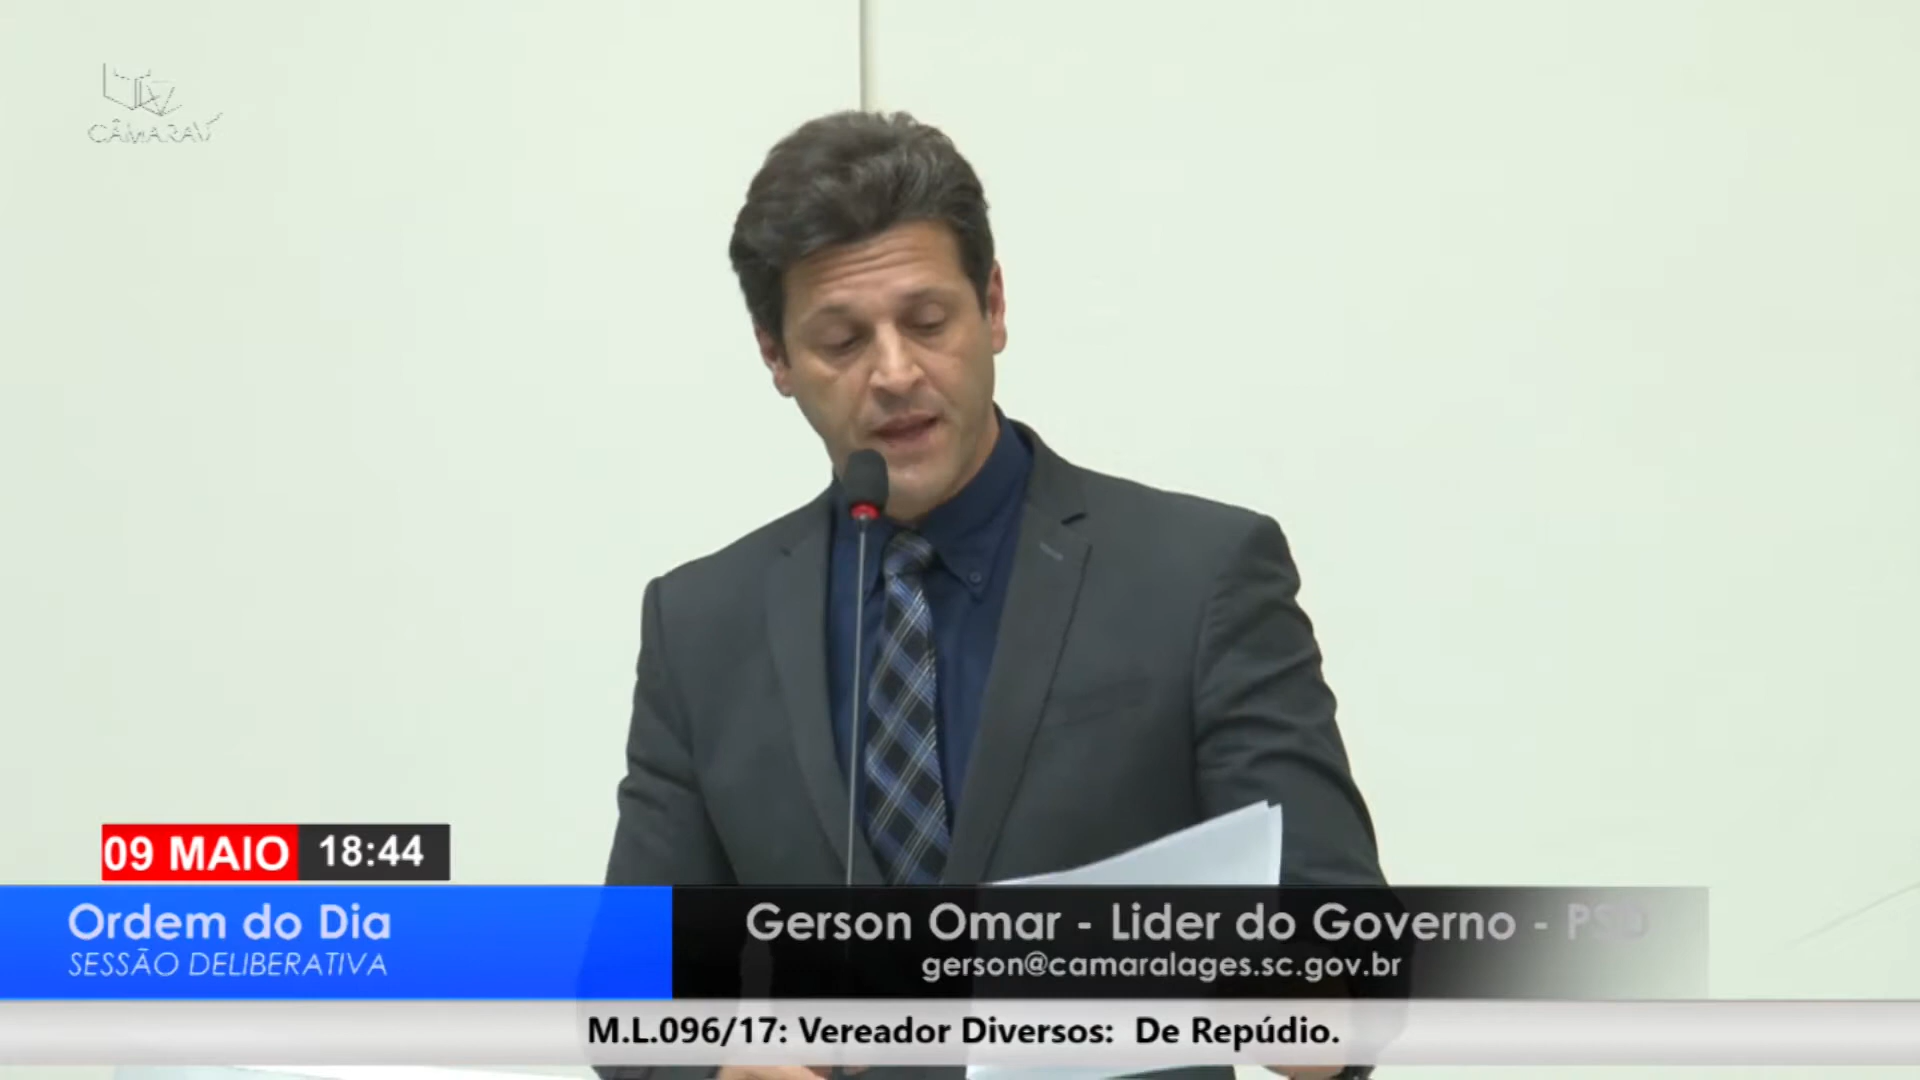 CÂMARA
09 MAIO 18:44
Ordem do Dia
SESSÃO DELIBERATIVA
Gerson Omar - Lider do Governo - PSD
gerson@camaralages.sc.gov.br
M.L.096/17: Vereador Diversos: De Repúdio.